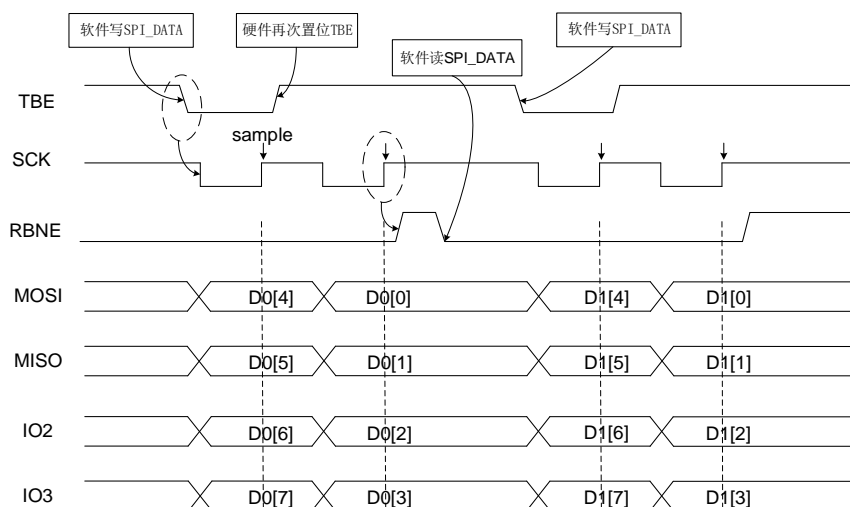 软件写SPI_DATA
硬件再次置位TBE
软件读SPI_DATA
软件写SPI_DATA
TBE
sample
SCK
RBNE
MOSI D0[4] D0[0] D1[4] D1[0]
MISO D0[5] D0[1] D1[5] D1[1]
IO2 D0[6] D0[2] D1[6] D1[2]
IO3 D0[7] D0[3] D1[7] D1[3]